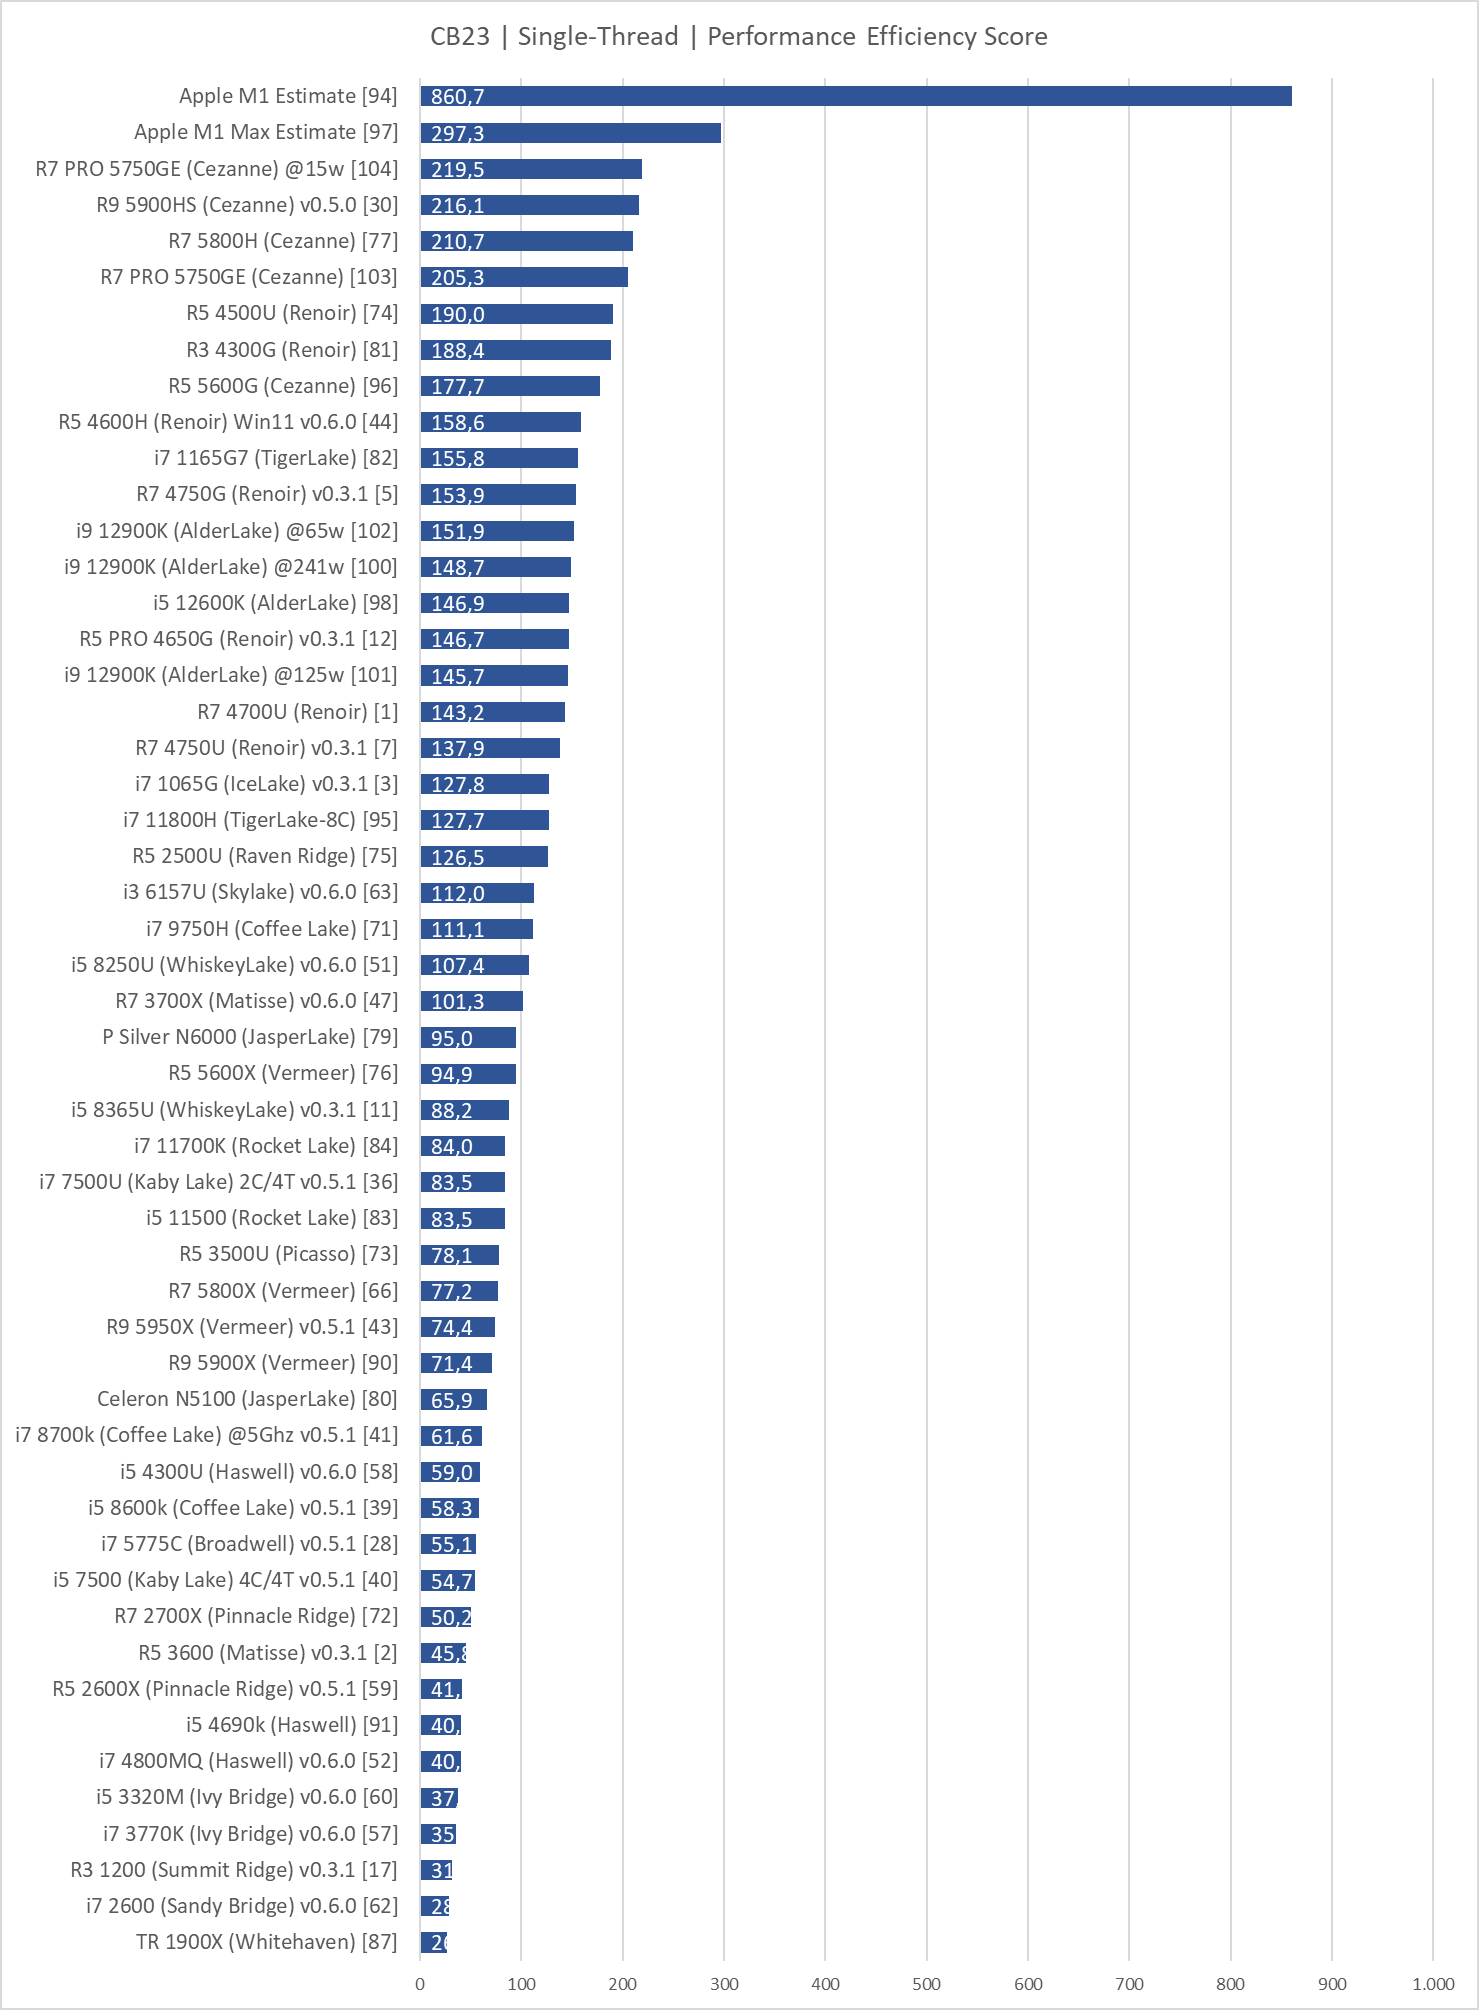 CB23 | Single-Thread | Performance Efficiency Score
Apple M1 Estimate [94] 860,7
Apple M1 Max Estimate [97] 297,3
R7 PRO 5750GE (Cezanne) @15w [104] 219,5
R9 5900HS (Cezanne) v0.5.0 [30] 216,1
R7 5800H (Cezanne) [77] 210,7
R7 PRO 5750GE (Cezanne) [103] 205,3
R5 4500U (Renoir) [74] 190,0
R3 4300G (Renoir) [81] 188,4
R5 5600G (Cezanne) [96] 177,7
R5 4600H (Renoir) Win11 v0.6.0 [44] 158,6
i7 1165G7 (TigerLake) [82] 155,8
R7 4750G (Renoir) v0.3.1 [5] 153,9
i9 12900K (AlderLake) @65w [102] 151,9
i9 12900K (AlderLake) @241w [100] 148,7
i5 12600K (AlderLake) [98] 146,9
R5 PRO 4650G (Renoir) v0.3.1 [12] 146,7
i9 12900K (AlderLake) @125w [101] 145,7
R7 4700U (Renoir) [1] 143,2
R7 4750U (Renoir) v0.3.1 [7] 137,9
i7 1065G (IceLake) v0.3.1 [3] 127,8
i7 11800H (TigerLake-8C) [95] 127,7
R5 2500U (Raven Ridge) [75] 126,5
i3 6157U (Skylake) v0.6.0 [63] 112,0
i7 9750H (Coffee Lake) [71] 111,1
i5 8250U (WhiskeyLake) v0.6.0 [51] 107,4
R7 3700X (Matisse) v0.6.0 [47] 101,3
P Silver N6000 (JasperLake) [79] 95,0
R5 5600X (Vermeer) [76] 94,9
i5 8365U (WhiskeyLake) v0.3.1 [11] 88,2
i7 11700K (Rocket Lake) [84] 84,0
i7 7500U (Kaby Lake) 2C/4T v0.5.1 [36] 83,5
i5 11500 (Rocket Lake) [83] 83,5
R5 3500U (Picasso) [73] 78,1
R7 5800X (Vermeer) [66] 77,2
R9 5950X (Vermeer) v0.5.1 [43] 74,4
R9 5900X (Vermeer) [90] 71,4
Celeron N5100 (JasperLake) [80] 65,9
i7 8700k (Coffee Lake) @5Ghz v0.5.1 [41] 61,6
i5 4300U (Haswell) v0.6.0 [58] 59,0
i5 8600k (Coffee Lake) v0.5.1 [39] 58,3
i7 5775C (Broadwell) v0.5.1 [28] 55,1
i5 7500 (Kaby Lake) 4C/4T v0.5.1 [40] 54,7
R7 2700X (Pinnacle Ridge) [72] 50,2
R5 3600 (Matisse) v0.3.1 [2] 45,8
R5 2600X (Pinnacle Ridge) v0.5.1 [59] 41,
i5 4690k (Haswell) [91] 40,
i7 4800MQ (Haswell) v0.6.0 [52] 40,
i5 3320M (Ivy Bridge) v0.6.0 [60] 37,
i7 3770K (Ivy Bridge) v0.6.0 [57] 35
R3 1200 (Summit Ridge) v0.3.1 [17] 31
i7 2600 (Sandy Bridge) v0.6.0 [62] 28
TR 1900X (Whitehaven) [87] 26
0 100 200 300 400 500 600 700 800 900 1.000